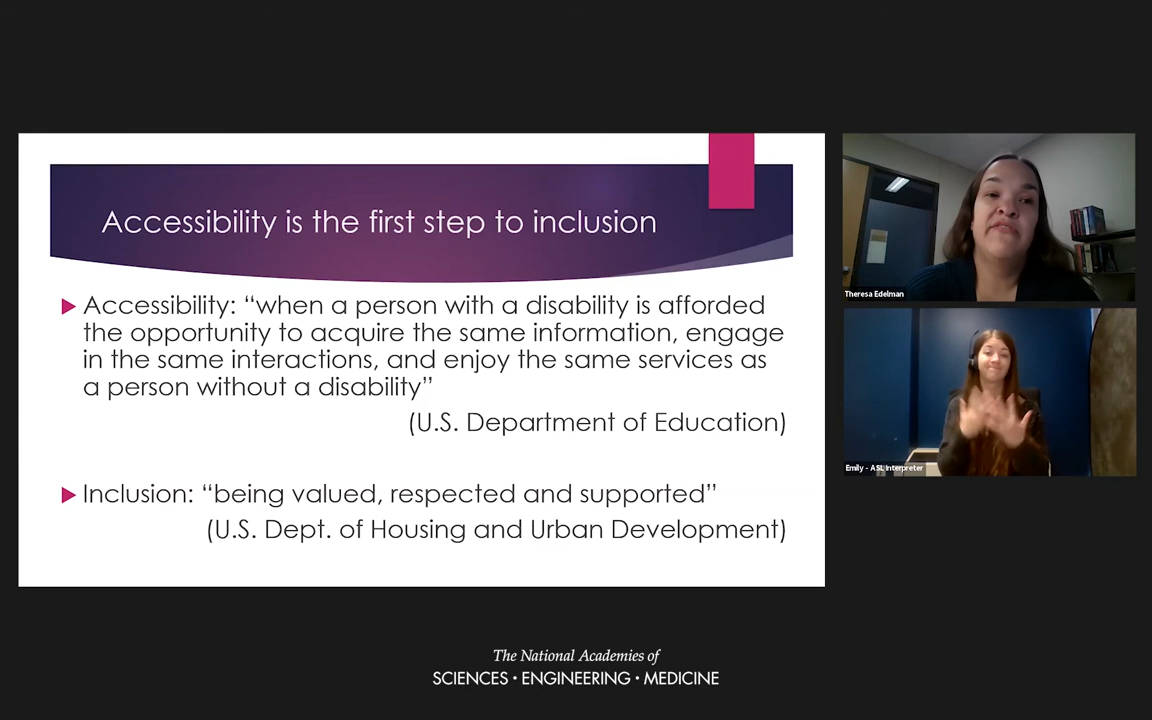 Accessibility is the first step to inclusion
Accessibility: “when a person with a disability is afforded
the opportunity to acquire the same information, engage
in the same interactions, and enjoy the same services as
a person without a disability”
(U.S. Department of Education)
Inclusion: “being valued, respected and supported”
(U.S. Dept. of Housing and Urban Development)
Theresa Edelman
Emily - ASL Interpreter
The National Academies of
SCIENCES · ENGINEERING · MEDICINE